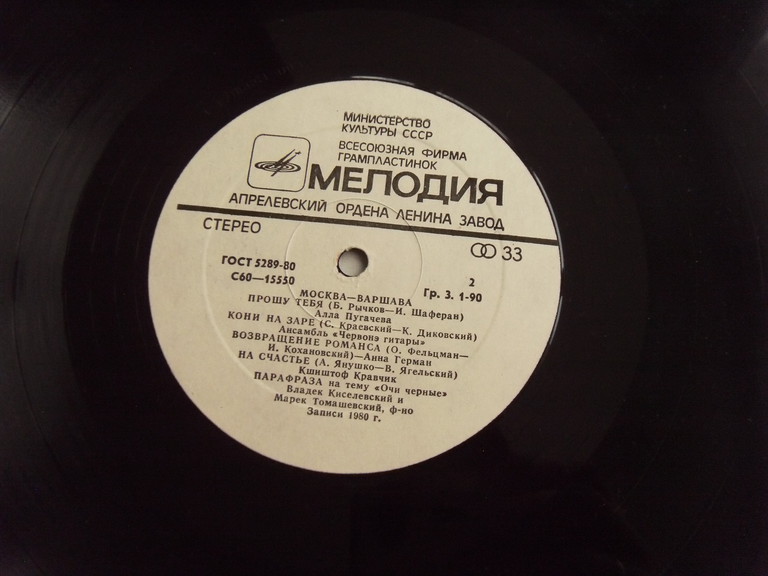 МИНИСТЕРСТВО
КУЛЬТУРЫ СССР
ВСЕСОЮЗНАЯ ФИРМА
ГРАМПЛАСТИНОК
МЕЛОДИЯ
АПРЕЛЕВСКИЙ ОРДЕНА ЛЕНИНА ЗАВОД
СТЕРЕО
33
ГОСТ 5289-80
2
С60—15550
Гр. 3. 1-90
МОСКВА—ВАРШАВА
ПРОШУ ТЕБЯ (Б. Рычков—И. Шаферан)
Алла Пугачева
КОНИ НА ЗАРЕ (С. Краевский—К. Диковский)
Ансамбль «Червонэ гитары»
ВОЗВРАЩЕНИЕ РОМАНСА (О. Фельцман—
И. Кохановский)—Анна Герман
НА СЧАСТЬЕ (А. Янушко—В. Ягельский)
Кшиштоф Кравчик
ПАРАФРАЗА на тему «Очи черные»
Владек Киселевский и
Марек Томашевский, ф-но
Записи 1980 г.